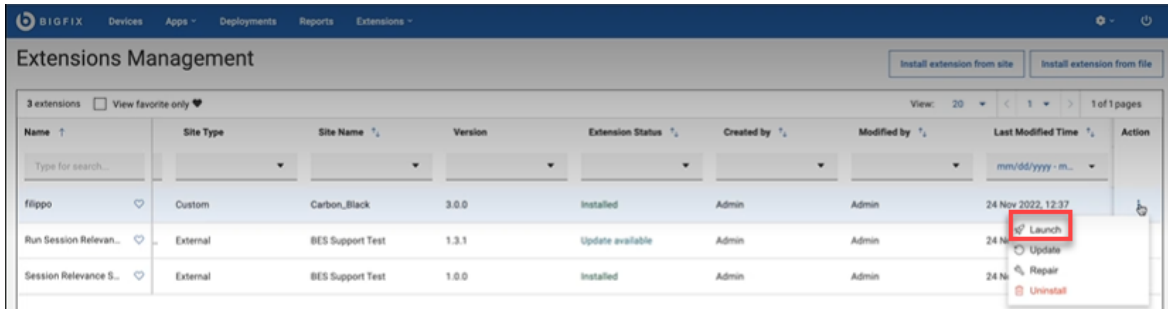 BIGFIX Devices Apps Deployments Reports Extensions
Extensions Management
Install extension from site Install extension from file
3 extensions View favorite only View: 20 1 1 of 1 pages
Name Site Type Site Name Version Extension Status Created by Modified by Last Modified Time Action
Type for search... mm/dd/yyyy - m...
filippo Custom Carbon_Black 3.0.0 Installed Admin Admin 24 Nov 2022, 12:37
Launch
Run Session Relevan... External BES Support Test 1.3.1 Update available Admin Admin 24 N
Update
Repair
Session Relevance S... External BES Support Test 1.0.0 Installed Admin Admin 24 N
Uninstall